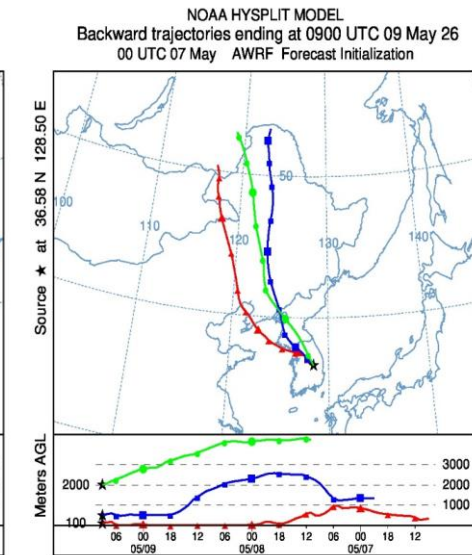 NOAA HYSPLIT MODEL
Backward trajectories ending at 0900 UTC 09 May 26
00 UTC 07 May AWRF Forecast Initialization
Source ★ at 36.58 N 128.50 E
100
110
120
130
140
50
40
Meters AGL
2000
100
3000
2000
1000
06 00 18 12 06 00 18 12 06 00 18 12
05/09 05/08 05/07